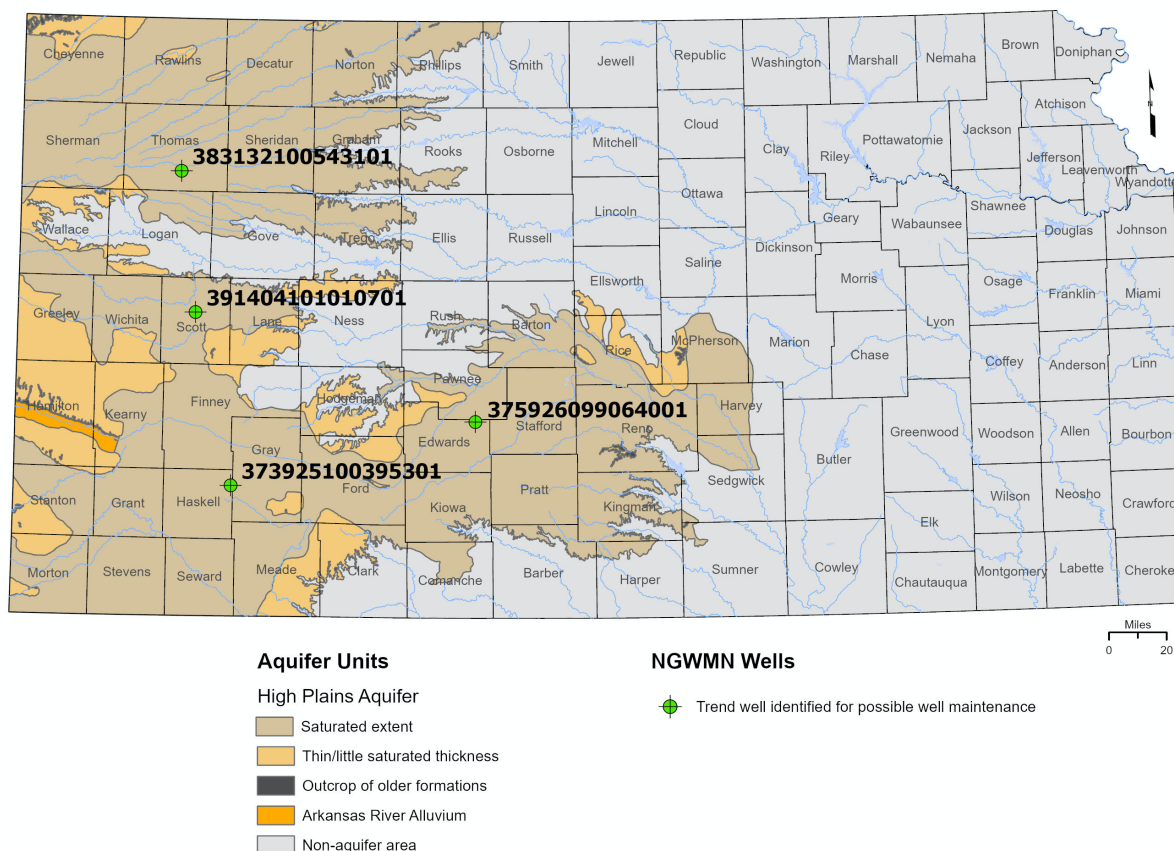 Cheyenne
Rawlins
Decatur
Norton
Phillips
Smith
Jewell
Republic
Washington
Marshall
Nemaha
Brown
Doniphan
Atchison
Sherman
Thomas
Sheridan
Graham
Rooks
Osborne
Mitchell
Cloud
Clay
Riley
Pottawatomie
Jackson
Jefferson
Leavenworth
Wyandotte
383132100543101
Ottawa
Lincoln
Wallace
Logan
Gove
Trego
Ellis
Russell
Saline
Dickinson
Geary
Wabaunsee
Shawnee
Douglas
Johnson
Ellsworth
Morris
Osage
Franklin
Miami
391404101010701
Greeley
Wichita
Scott
Lane
Ness
Rush
Barton
Rice
McPherson
Marion
Chase
Lyon
Coffey
Anderson
Linn
Hamilton
Kearny
Finney
Hodgeman
Pawnee
375926099064001
Edwards
Stafford
Reno
Harvey
Butler
Greenwood
Woodson
Allen
Bourbon
Gray
373925100395301
Ford
Sedgwick
Stanton
Grant
Haskell
Kiowa
Pratt
Kingman
Elk
Wilson
Neosho
Crawford
Morton
Stevens
Seward
Meade
Clark
Comanche
Barber
Harper
Sumner
Cowley
Chautauqua
Montgomery
Labette
Cheroke
Miles
0 20
Aquifer Units
High Plains Aquifer
Saturated extent
Thin/little saturated thickness
Outcrop of older formations
Arkansas River Alluvium
Non-aquifer area
NGWMN Wells
Trend well identified for possible well maintenance